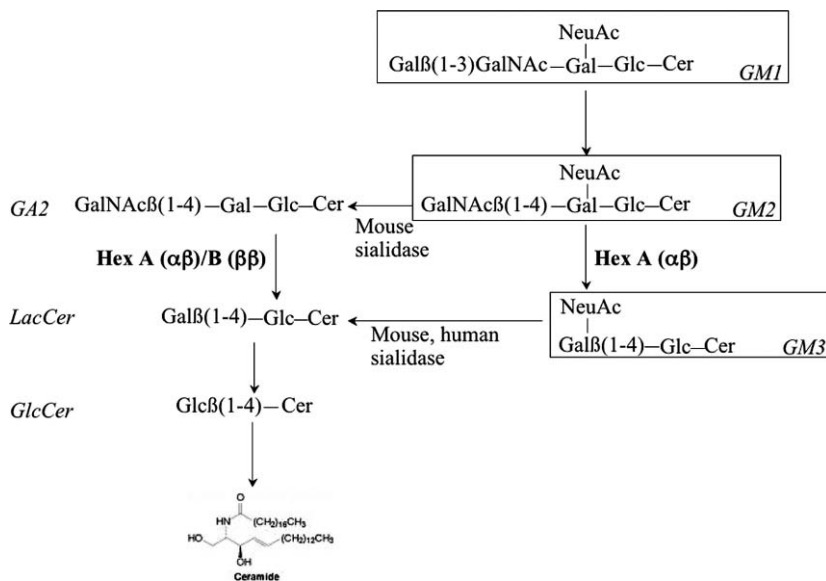 NeuAc
Galß(1-3)GalNAc–Gal–Glc–Cer
GM1
NeuAc
GA2 GalNAcß(1-4)–Gal–Glc–Cer GalNAcß(1-4)–Gal–Glc–Cer
GM2
Mouse
sialidase
Hex A (αβ)/B (ββ) Hex A (αβ)
NeuAc
LacCer Galß(1-4)–Glc–Cer
Mouse, human
sialidase
Galß(1-4)–Glc–Cer GM3
GlcCer Glcß(1-4)–Cer
O
N
H
(CH2)16CH3
HO
(CH2)12CH3
OH
Ceramide